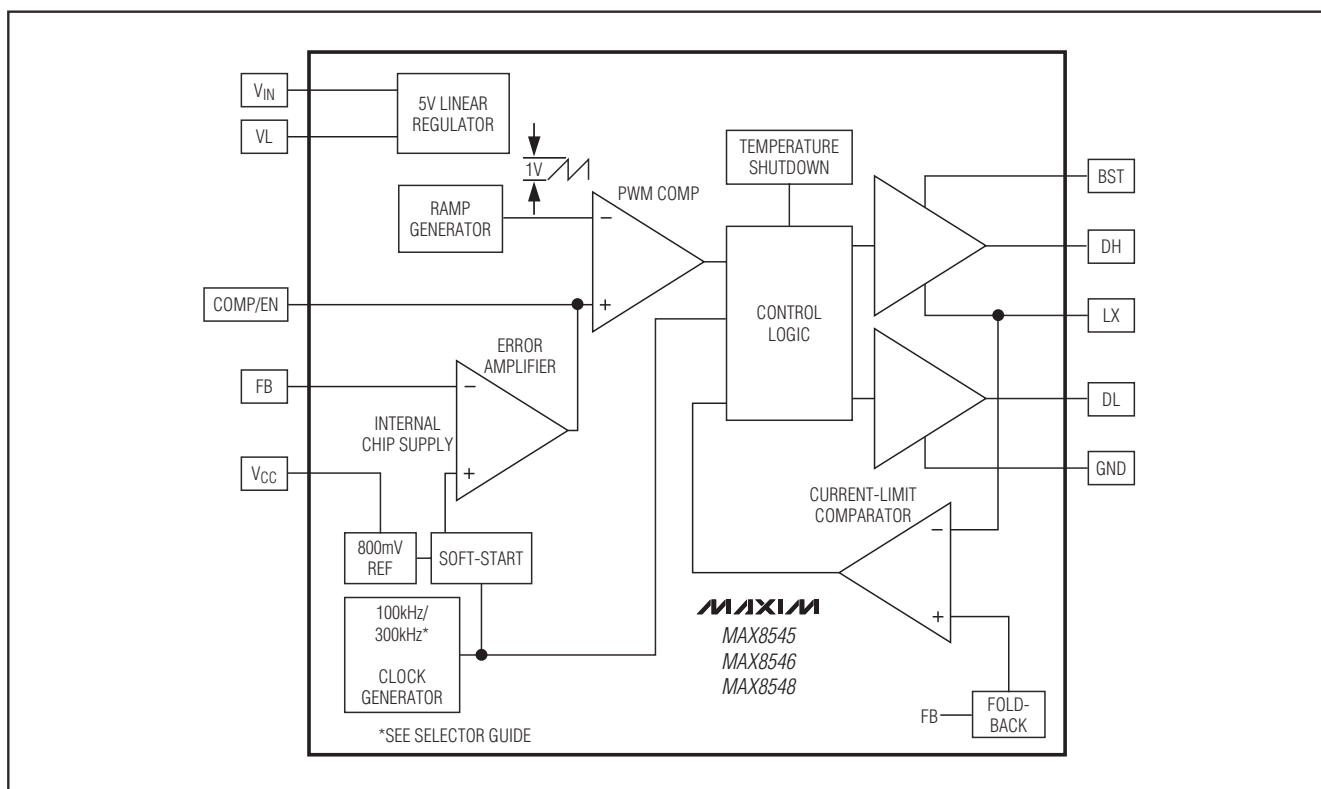 VIN
VL
5V LINEAR
REGULATOR
1V
RAMP
GENERATOR
PWM COMP
−
+
TEMPERATURE
SHUTDOWN
CONTROL
LOGIC
BST
DH
LX
DL
GND
COMP/EN
FB
VCC
ERROR
AMPLIFIER
−
+
INTERNAL
CHIP SUPPLY
800mV
REF
SOFT-START
100kHz/
300kHz*
CLOCK
GENERATOR
*SEE SELECTOR GUIDE
CURRENT-LIMIT
COMPARATOR
−
+
MAXIM
MAX8545
MAX8546
MAX8548
FB
FOLD-
BACK